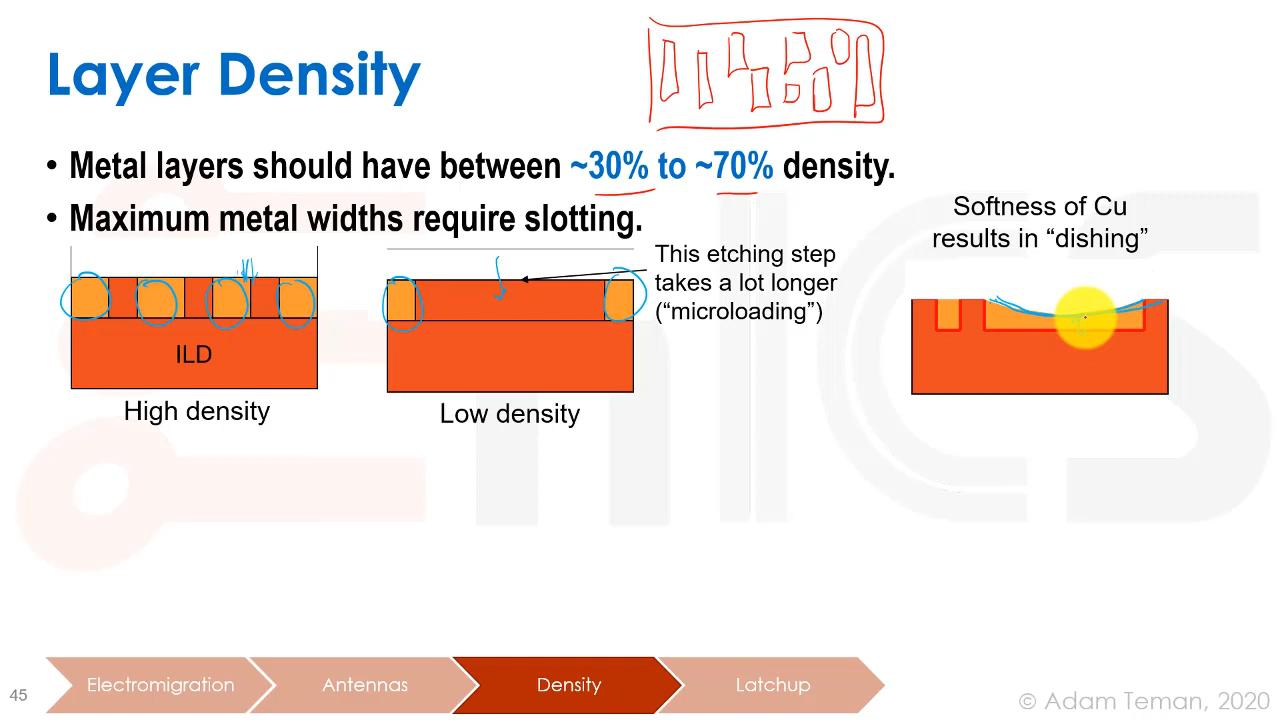 Layer Density
• Metal layers should have between ~30% to ~70% density.
• Maximum metal widths require slotting.
This etching step
takes a lot longer
("microloading")
Softness of Cu
results in "dishing"
ILD
High density
Low density
Electromigration
Antennas
Density
Latchup
45
© Adam Teman, 2020